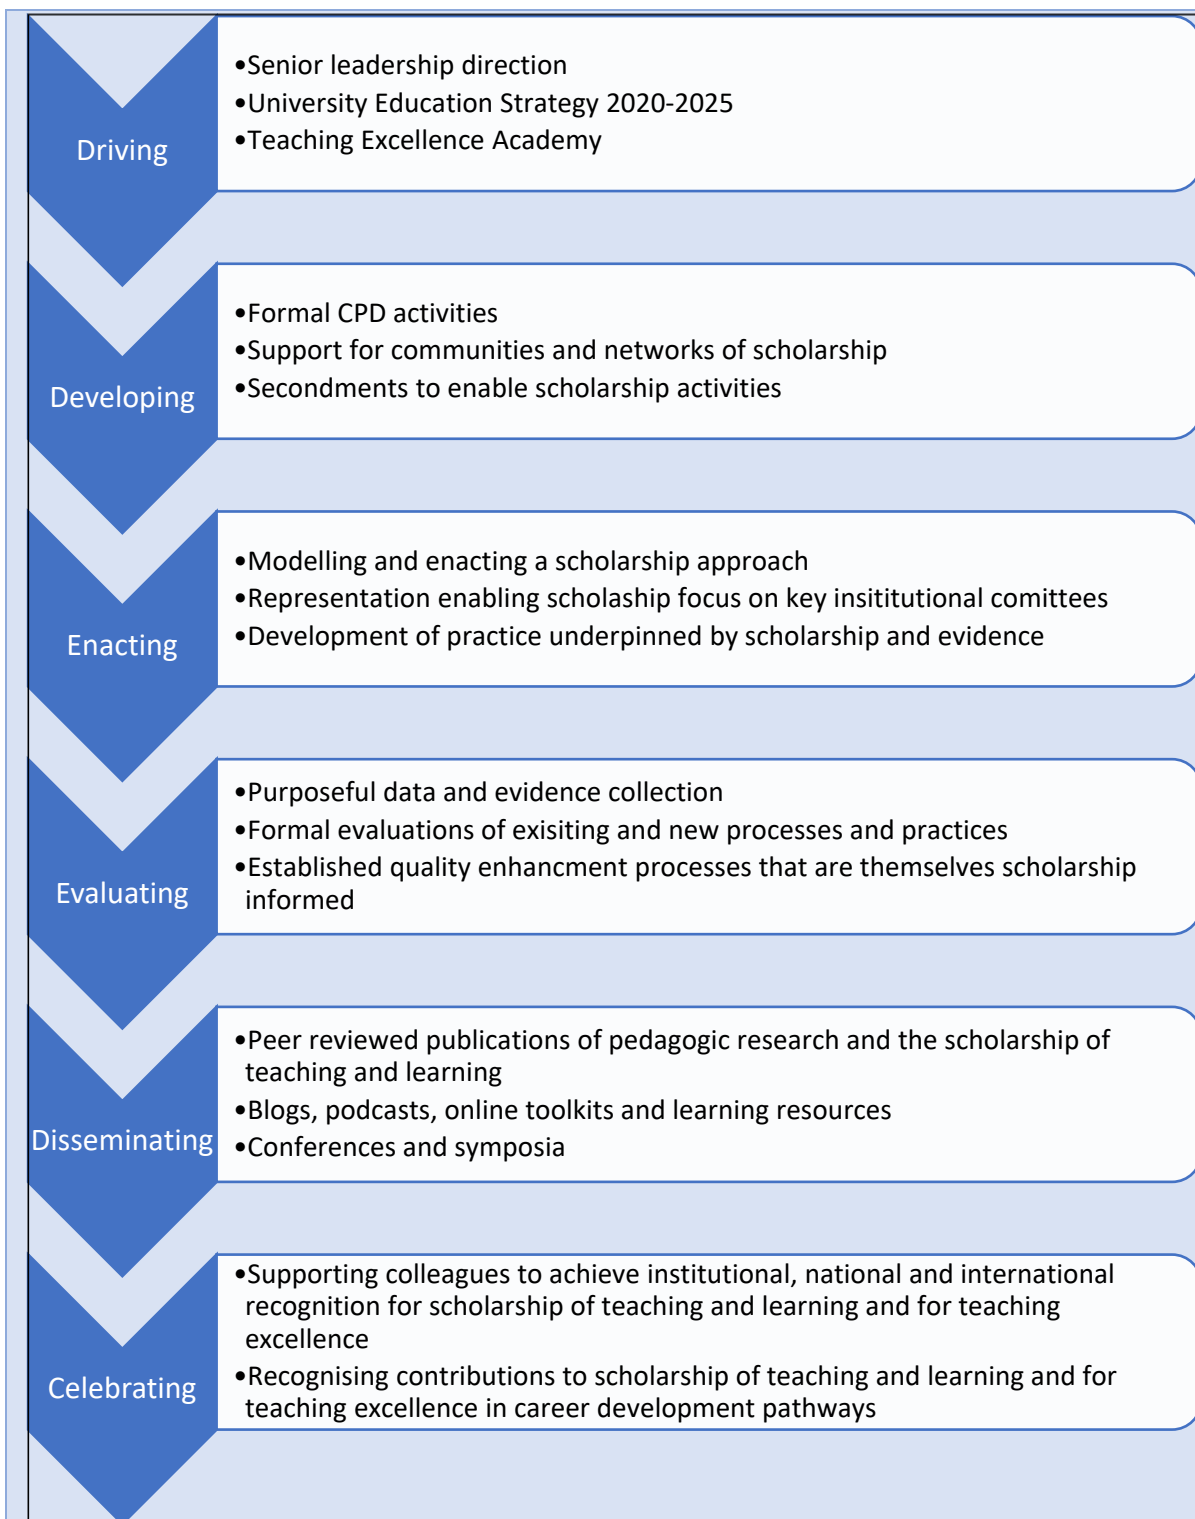 Driving
•Senior leadership direction
•University Education Strategy 2020-2025
•Teaching Excellence Academy
Developing
•Formal CPD activities
•Support for communities and networks of scholarship
•Secondments to enable scholarship activities
Enacting
•Modelling and enacting a scholarship approach
•Representation enabling scholaship focus on key insititutional comittees
•Development of practice underpinned by scholarship and evidence
Evaluating
•Purposeful data and evidence collection
•Formal evaluations of exisiting and new processes and practices
•Established quality enhancment processes that are themselves scholarship
informed
Disseminating
•Peer reviewed publications of pedagogic research and the scholarship of
teaching and learning
•Blogs, podcasts, online toolkits and learning resources
•Conferences and symposia
Celebrating
•Supporting colleagues to achieve institutional, national and international
recognition for scholarship of teaching and learning and for teaching
excellence
•Recognising contributions to scholarship of teaching and learning and for
teaching excellence in career development pathways